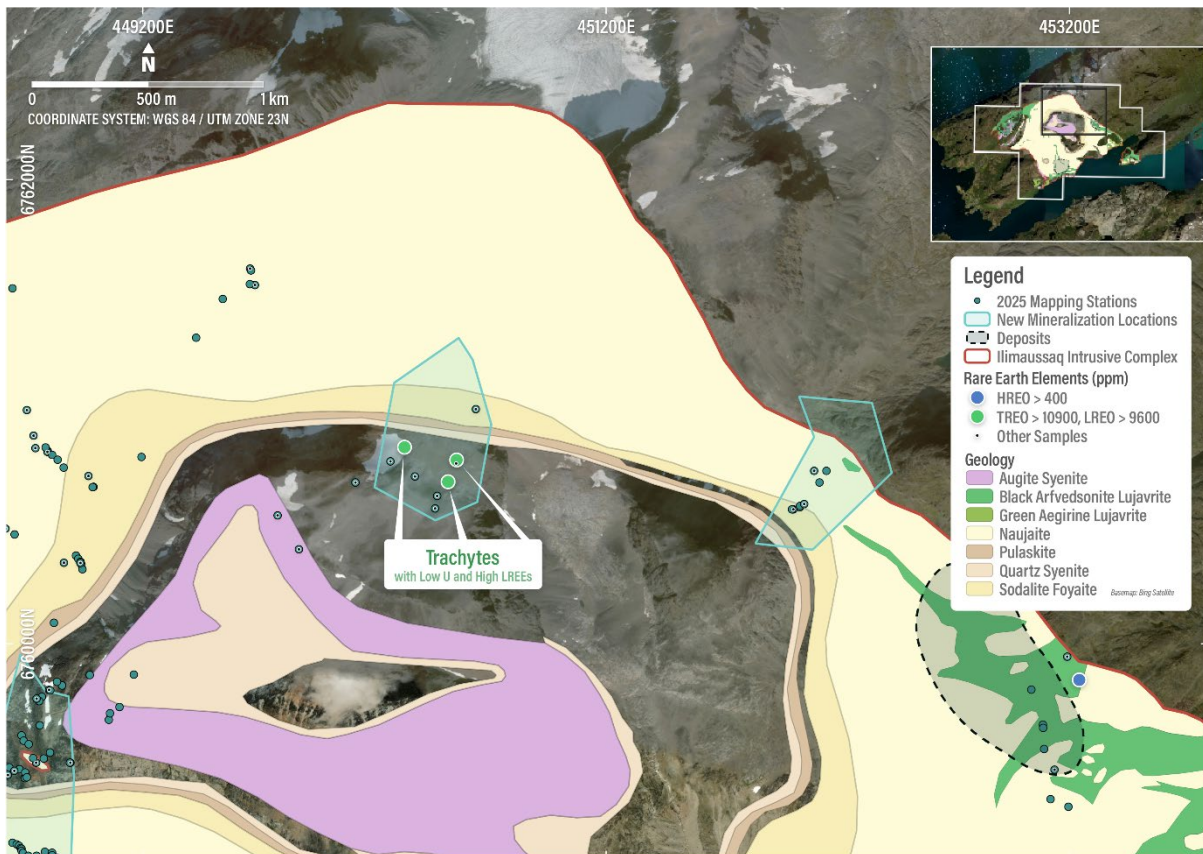 449200E
451200E
453200E
N
0
500 m
1 km
COORDINATE SYSTEM: WGS 84 / UTM ZONE 23N
6762000N
6760000N
Trachytes
with Low U and High LREEs
Legend
2025 Mapping Stations
New Mineralization Locations
Deposits
Ilimaussaq Intrusive Complex
Rare Earth Elements (ppm)
HREO > 400
TREO > 10900, LREO > 9600
Other Samples
Geology
Augite Syenite
Black Arfvedsonite Lujavrite
Green Aegirine Lujavrite
Naujaite
Pulaskite
Quartz Syenite
Sodalite Foyaite
Basemap: Bing Satellite